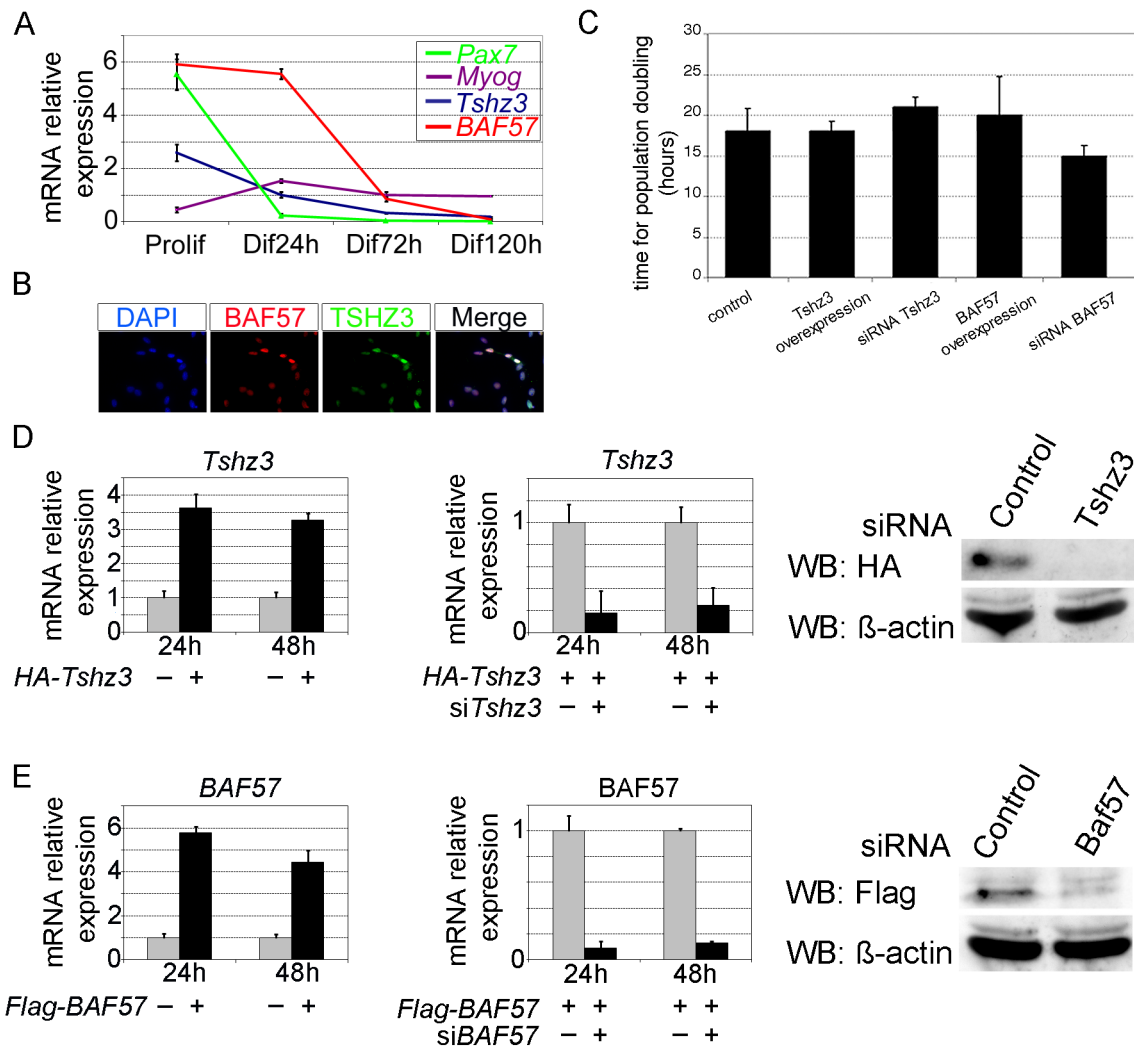 A
mRNA relative
expression
6
4
2
0
Pax7
Myog
Tshz3
BAF57
Prolif Dif24h Dif72h Dif120h
B
DAPI BAF57 TSHZ3 Merge
C
time for population doubling
(hours)
30
25
20
15
10
5
0
control
Tshz3
overexpression
siRNA Tshz3
BAF57
overexpression
siRNA BAF57
D
Tshz3
mRNA relative
expression
4
3
2
1
0
24h 48h
HA-Tshz3 – + – +
Tshz3
mRNA relative
expression
1
0
24h 48h
HA-Tshz3 + + + +
siTshz3 – + – +
siRNA
Control
Tshz3
WB: HA
WB: ß-actin
E
BAF57
mRNA relative
expression
6
4
2
0
24h 48h
Flag-BAF57 – + – +
BAF57
mRNA relative
expression
1
0
24h 48h
Flag-BAF57 + + + +
siBAF57 – + – +
siRNA
Control
Baf57
WB: Flag
WB: ß-actin